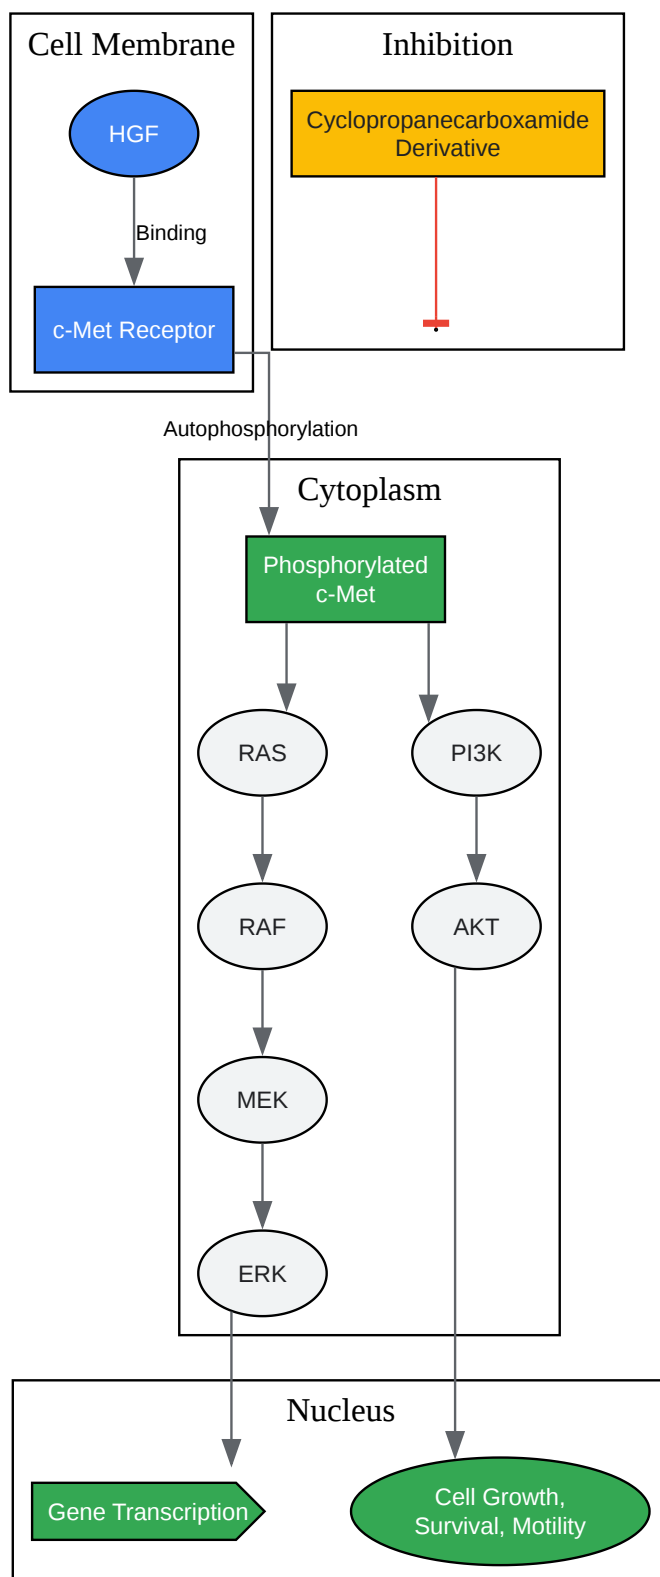 Cell Membrane
Inhibition
HGF
Cyclopropanecarboxamide
Derivative
Binding
c-Met Receptor
Autophosphorylation
Cytoplasm
Phosphorylated
c-Met
RAS
PI3K
RAF
AKT
MEK
ERK
Nucleus
Gene Transcription
Cell Growth,
Survival, Motility